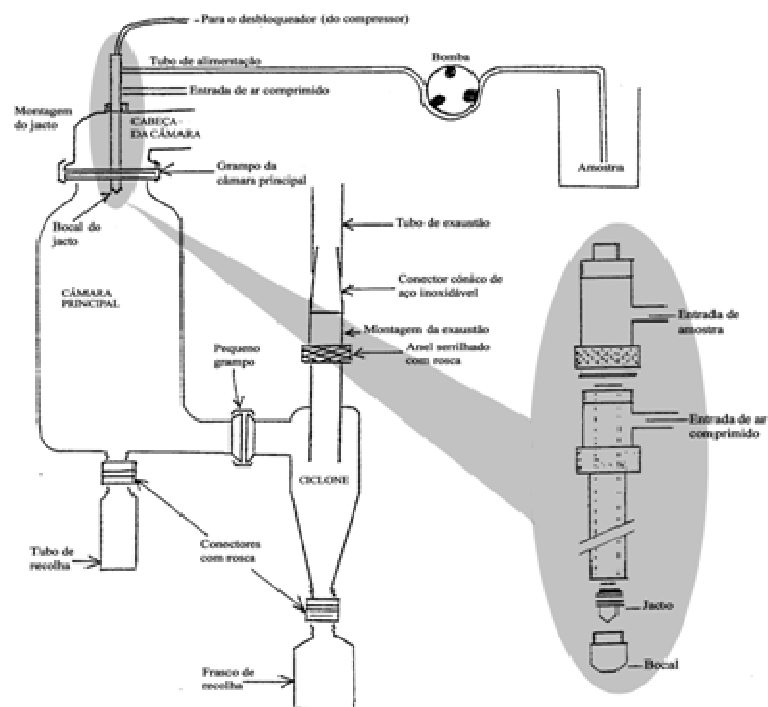 Para o desbloqueador (do compressor)
Tubo de alimentação
Bomba
Entrada de ar comprimido
Montagem
do jacto
CABEÇA
DA CÂMARA
Grampo da
câmara principal
Amostra
Bocal do
jacto
Tubo de exaustão
CÂMARA
PRINCIPAL
Conector cónico de
aço inoxidável
Entrada de
amostra
Montagem da exaustão
Pequeno
grampo
Anel serrilhado
com rosca
Entrada de ar
comprimido
CICLONE
Tubo de
recolha
Conectores
com rosca
Jacto
Bocal
Frasco de
recolha